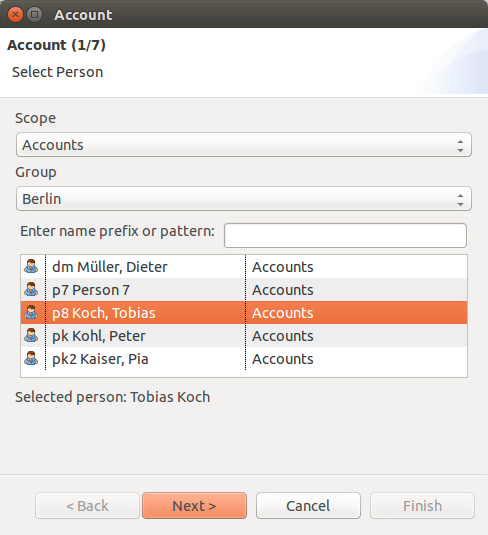 Account
Account (1/7)
Select Person
Scope
Accounts
Group
Berlin
Enter name prefix or pattern:
dm Müller, Dieter Accounts
p7 Person 7 Accounts
p8 Koch, Tobias Accounts
pk Kohl, Peter Accounts
pk2 Kaiser, Pia Accounts
Selected person: Tobias Koch
< Back Next > Cancel Finish